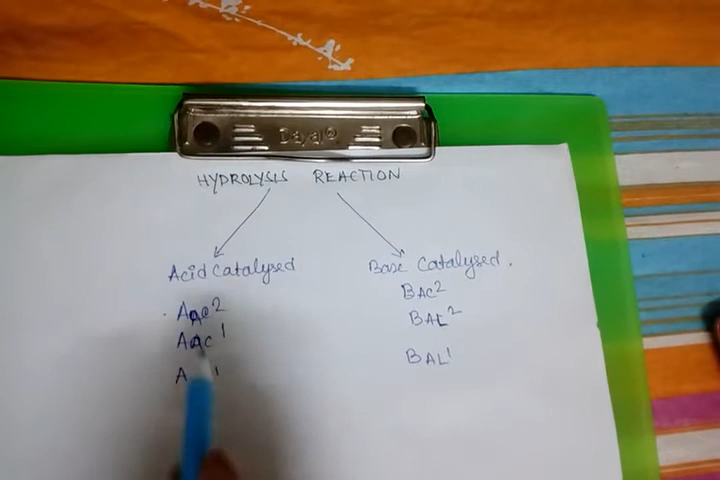 Dayal
HYDROLYSIS REACTION
Acid Catalysed
Base Catalysed.
AAC2
AAC1
BAC2
BAL2
BAL1